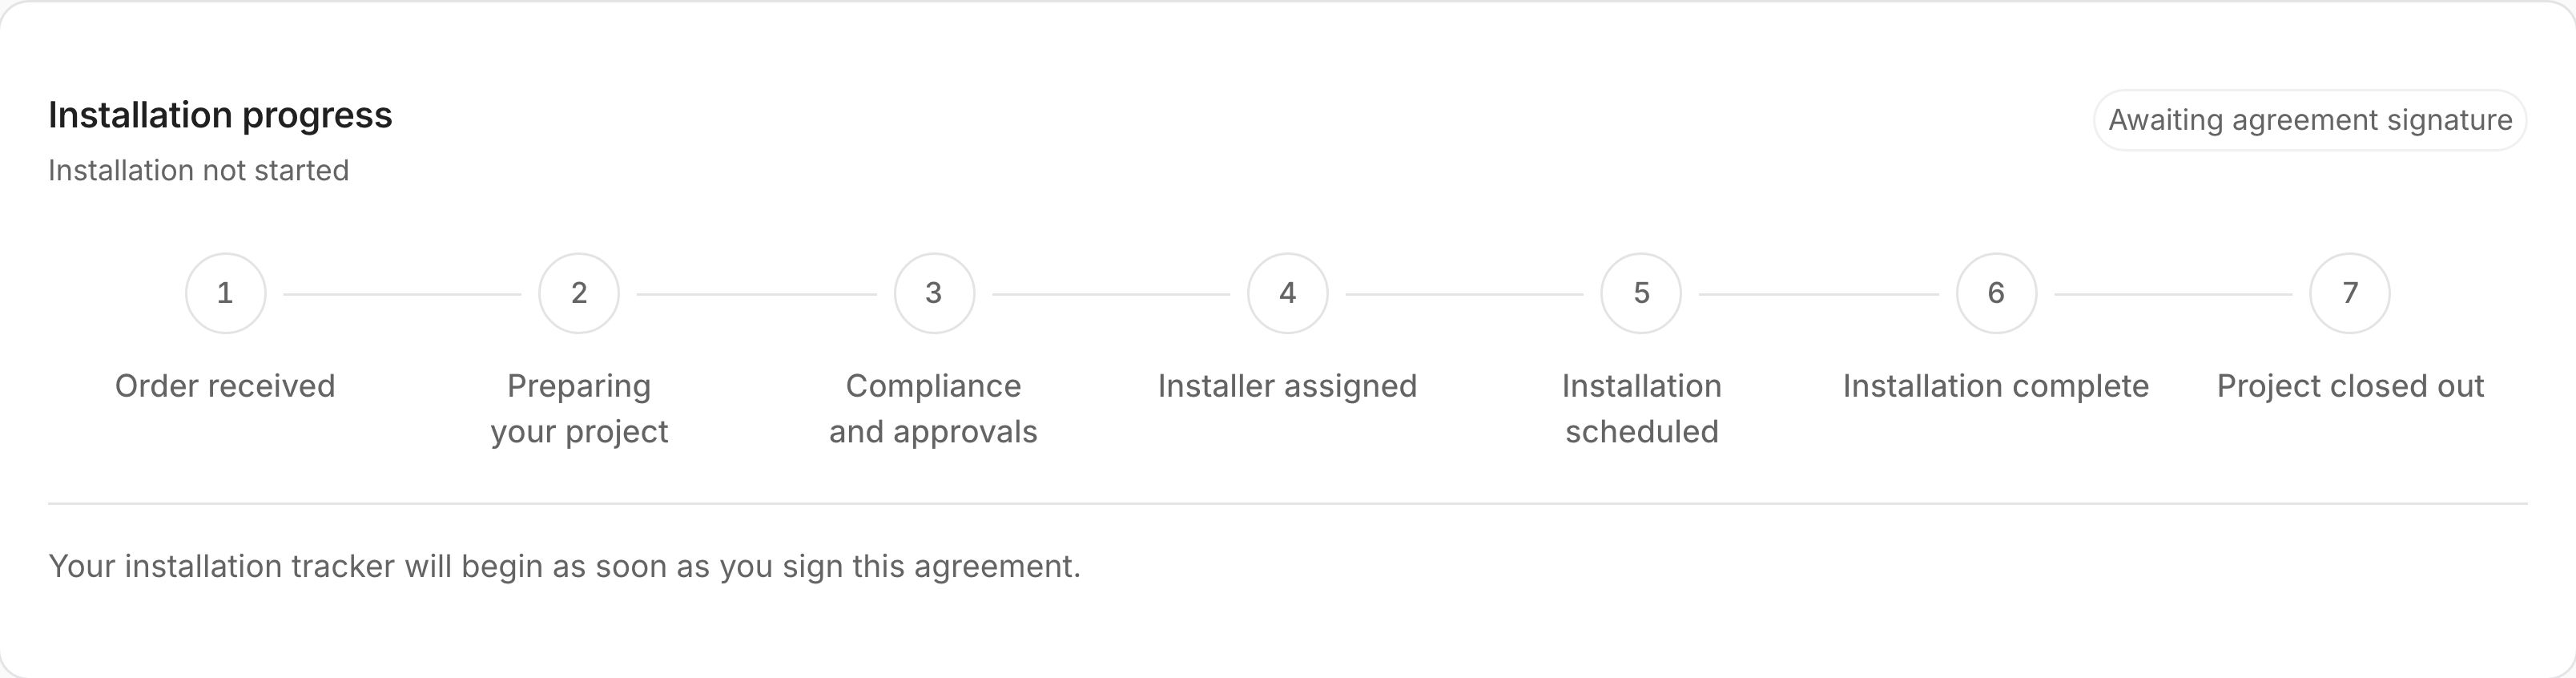 Installation progress
Awaiting agreement signature
Installation not started
1
2
3
4
5
6
7
Order received
Preparing
your project
Compliance
and approvals
Installer assigned
Installation
scheduled
Installation complete
Project closed out
Your installation tracker will begin as soon as you sign this agreement.